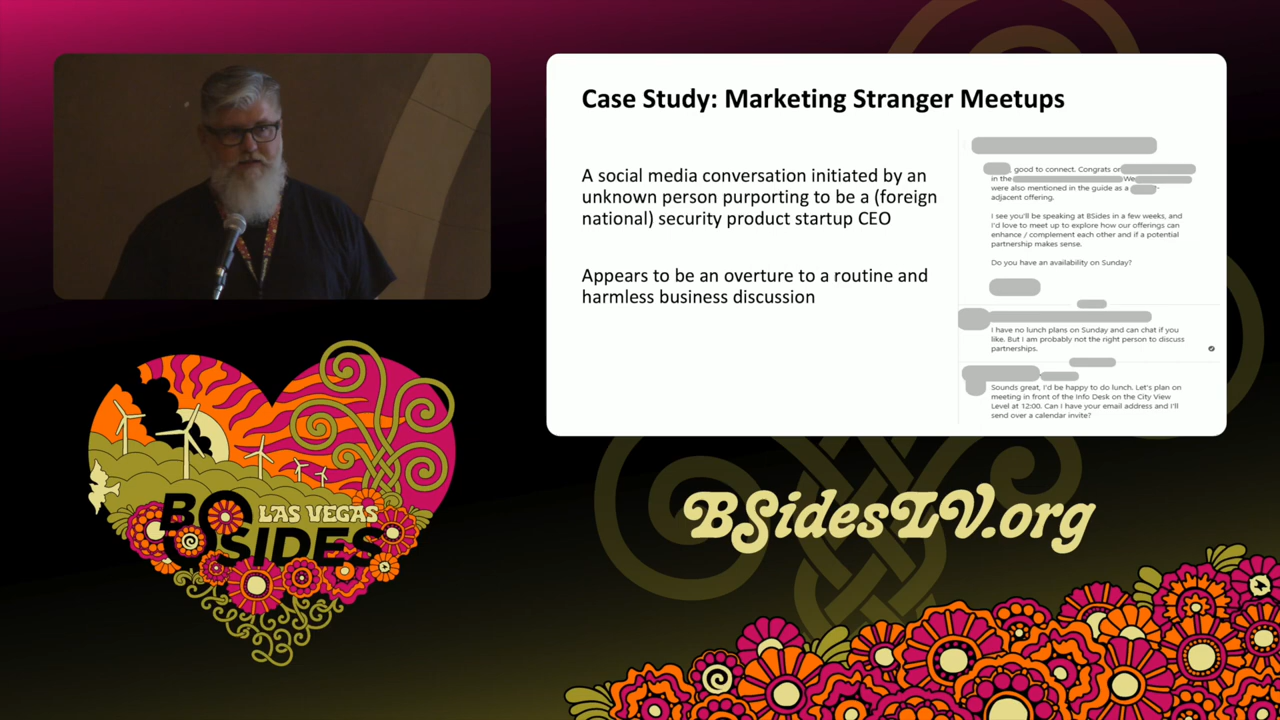 Case Study: Marketing Stranger Meetups
A social media conversation initiated by an
unknown person purporting to be a (foreign
national) security product startup CEO
Appears to be an overture to a routine and
harmless business discussion
good to connect. Congrats on
in the We
were also mentioned in the guide as a
adjacent offering.
I see you'll be speaking at BSides in a few weeks, and
I'd love to meet up to explore how our offerings can
enhance / complement each other and if a potential
partnership makes sense.
Do you have an availability on Sunday?
I have no lunch plans on Sunday and can chat if you
like. But I am probably not the right person to discuss
partnerships.
Sounds great, I'd be happy to do lunch. Let's plan on
meeting in front of the Info Desk on the City View
Level at 12:00. Can I have your email address and I'll
send over a calendar invite?
BSIDES
LAS VEGAS
BSidesLV.org